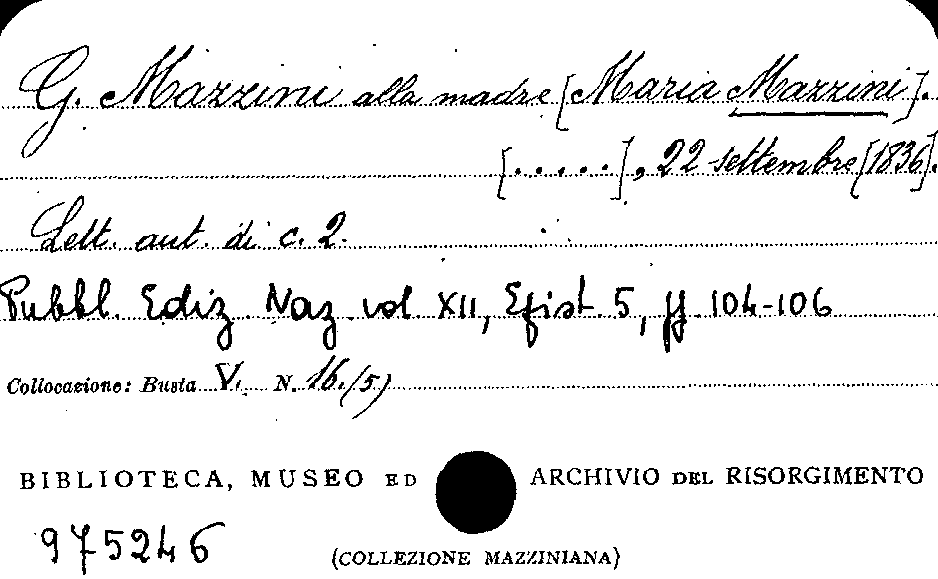 G. Mazzini alla madre [Maria Mazzini].
[.....], 22 settembre [1836].
Lett. aut. di c. 2.
Pubbl. Ediz. Naz. vol XII, Epist. 5, pp. 104-106
Collocazione: Busta V. N. 16./5)
BIBLIOTECA, MUSEO ED ARCHIVIO DEL RISORGIMENTO
975246
(COLLEZIONE MAZZINIANA)